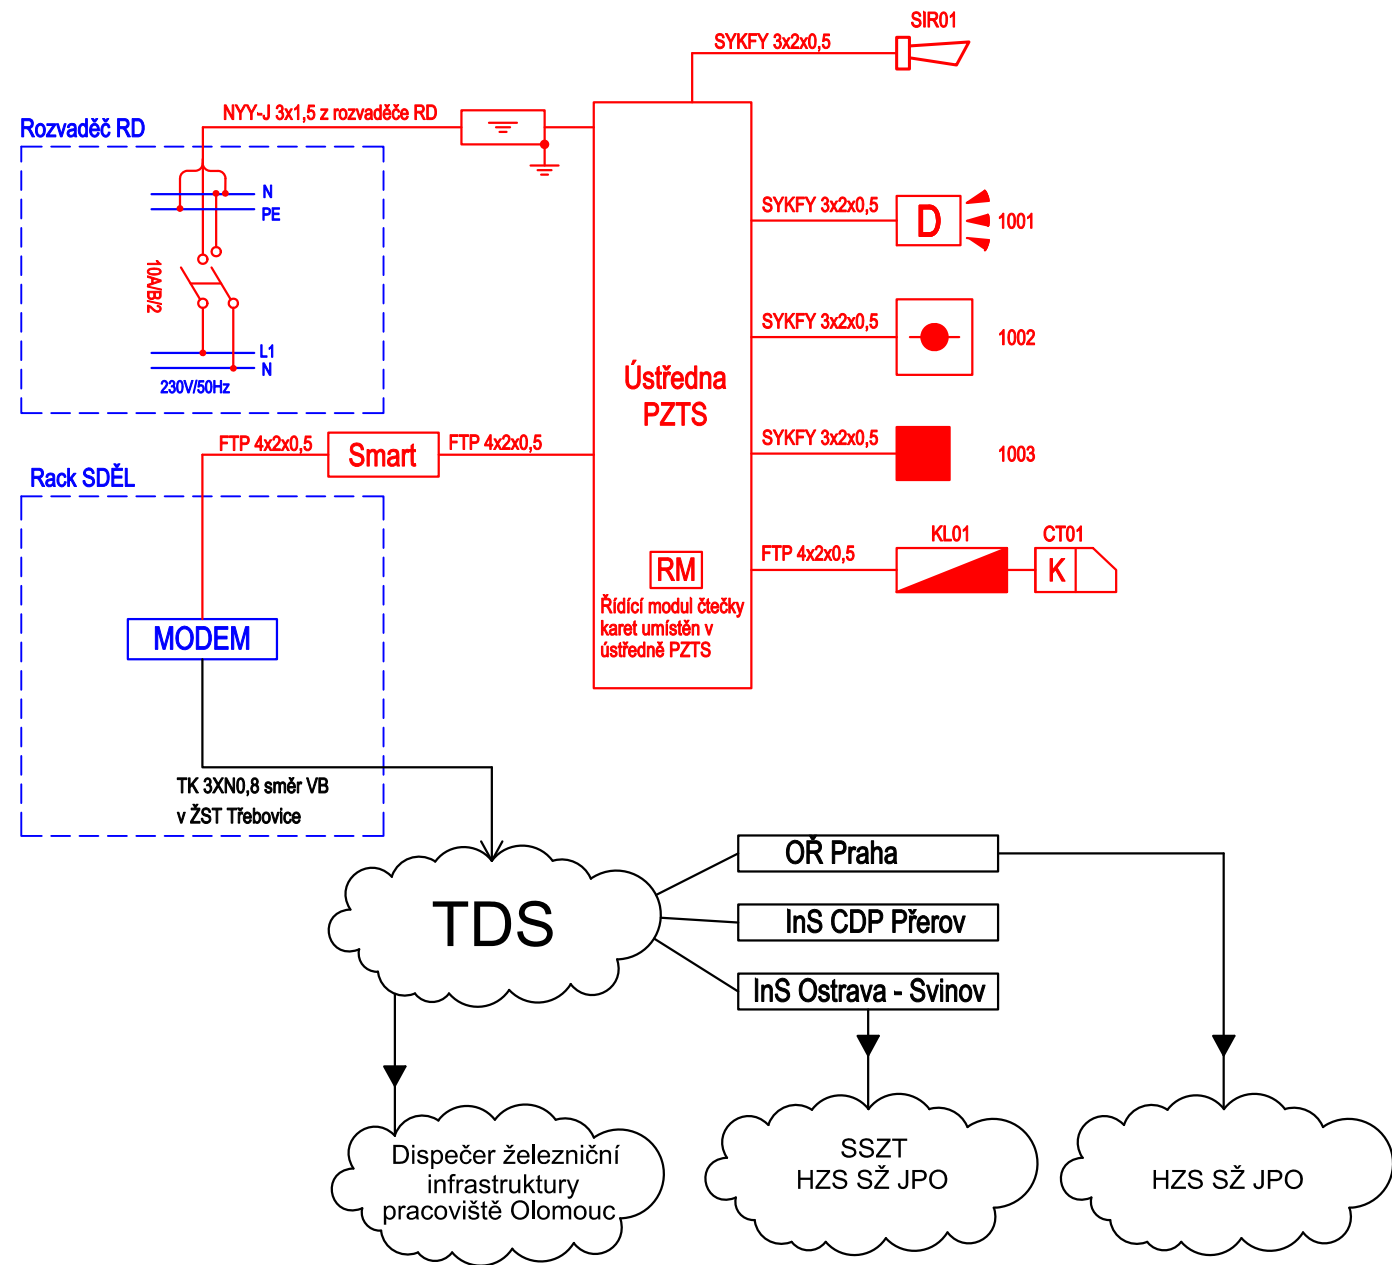 SIR01
SYKFY 3x2x0,5
NYY-J 3x1,5 z rozvaděče RD
Rozvaděč RD
N
PE
10A/B/2
L1
N
230V/50Hz
SYKFY 3x2x0,5
D
1001
SYKFY 3x2x0,5
1002
Ústředna
PZTS
SYKFY 3x2x0,5
1003
FTP 4x2x0,5
Smart
FTP 4x2x0,5
Rack SDĚL
KL01
CT01
FTP 4x2x0,5
K
RM
Řídící modul čtečky
karet umístěn v
ústředně PZTS
MODEM
TK 3XN0,8 směr VB
v ŽST Třebovice
TDS
OŘ Praha
InS CDP Přerov
InS Ostrava - Svinov
Dispečer železniční
infrastruktury
pracoviště Olomouc
SSZT
HZS SŽ JPO
HZS SŽ JPO